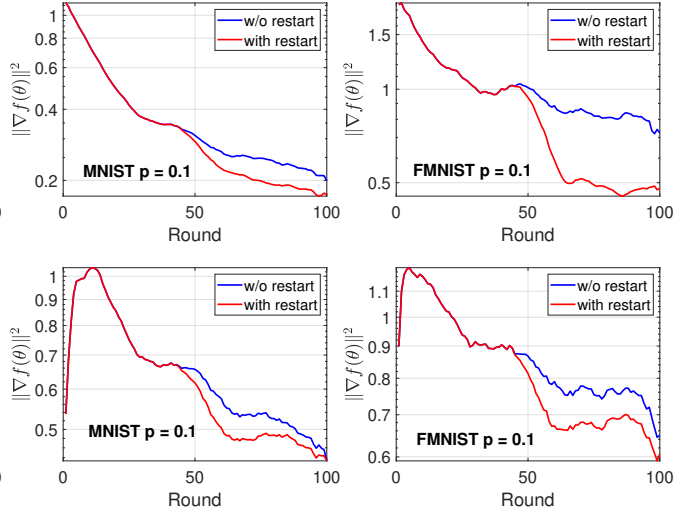 1
0.8
0.6
0.4
0.2
‖∇f(θ)‖²
w/o restart
with restart
MNIST p = 0.1
0
50
100
Round
1.5
1
0.5
‖∇f(θ)‖²
w/o restart
with restart
FMNIST p = 0.1
0
50
100
Round
1
0.9
0.8
0.7
0.6
0.5
‖∇f(θ)‖²
w/o restart
with restart
MNIST p = 0.1
0
50
100
Round
1.1
1
0.9
0.8
0.7
0.6
‖∇f(θ)‖²
w/o restart
with restart
FMNIST p = 0.1
0
50
100
Round